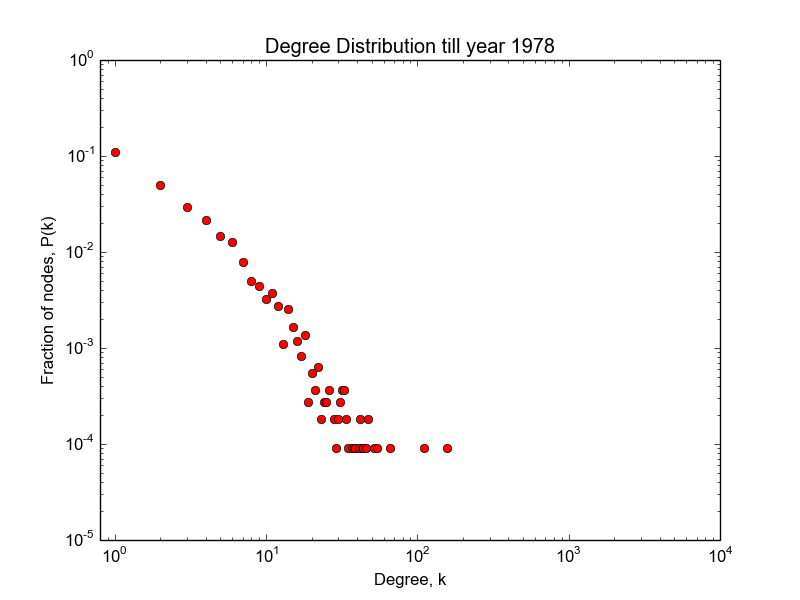 Degree Distribution till year 1978
10^0
10^-1
10^-2
10^-3
10^-4
10^-5
Fraction of nodes, P(k)
10^0 10^1 10^2 10^3 10^4
Degree, k